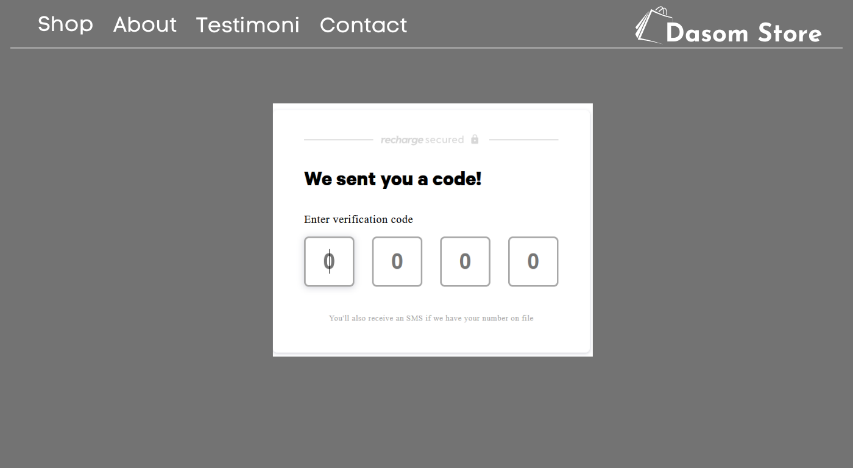 Shop About Testimoni Contact
Dasom Store
recharge secured
We sent you a code!
Enter verification code
0 0 0 0
You'll also receive an SMS if we have your number on file